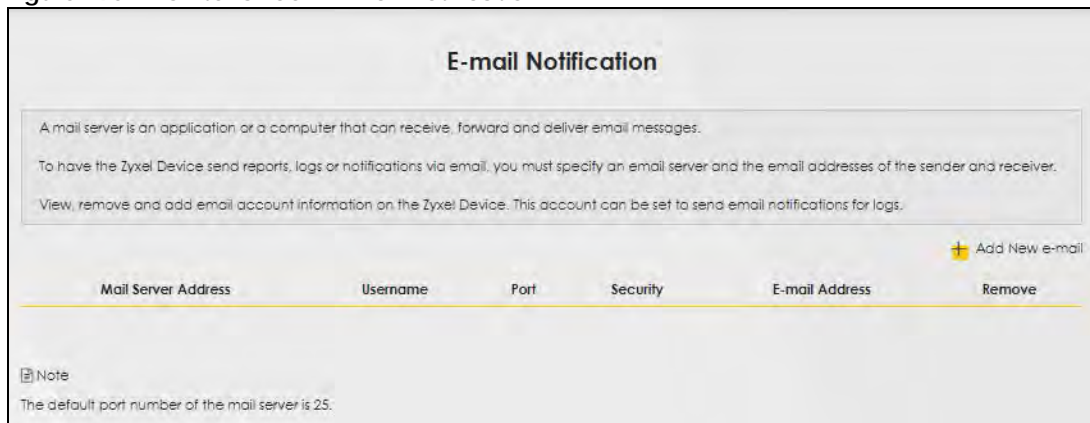 E-mail Notification
A mail server is an application or a computer that can receive, forward and deliver email messages.
To have the Zyxel Device send reports, logs or notifications via email, you must specify an email server and the email addresses of the sender and receiver.
View, remove and add email account information on the Zyxel Device. This account can be set to send email notifications for logs.
Add New e-mail
Mail Server Address Username Port Security E-mail Address Remove
Note
The default port number of the mail server is 25.